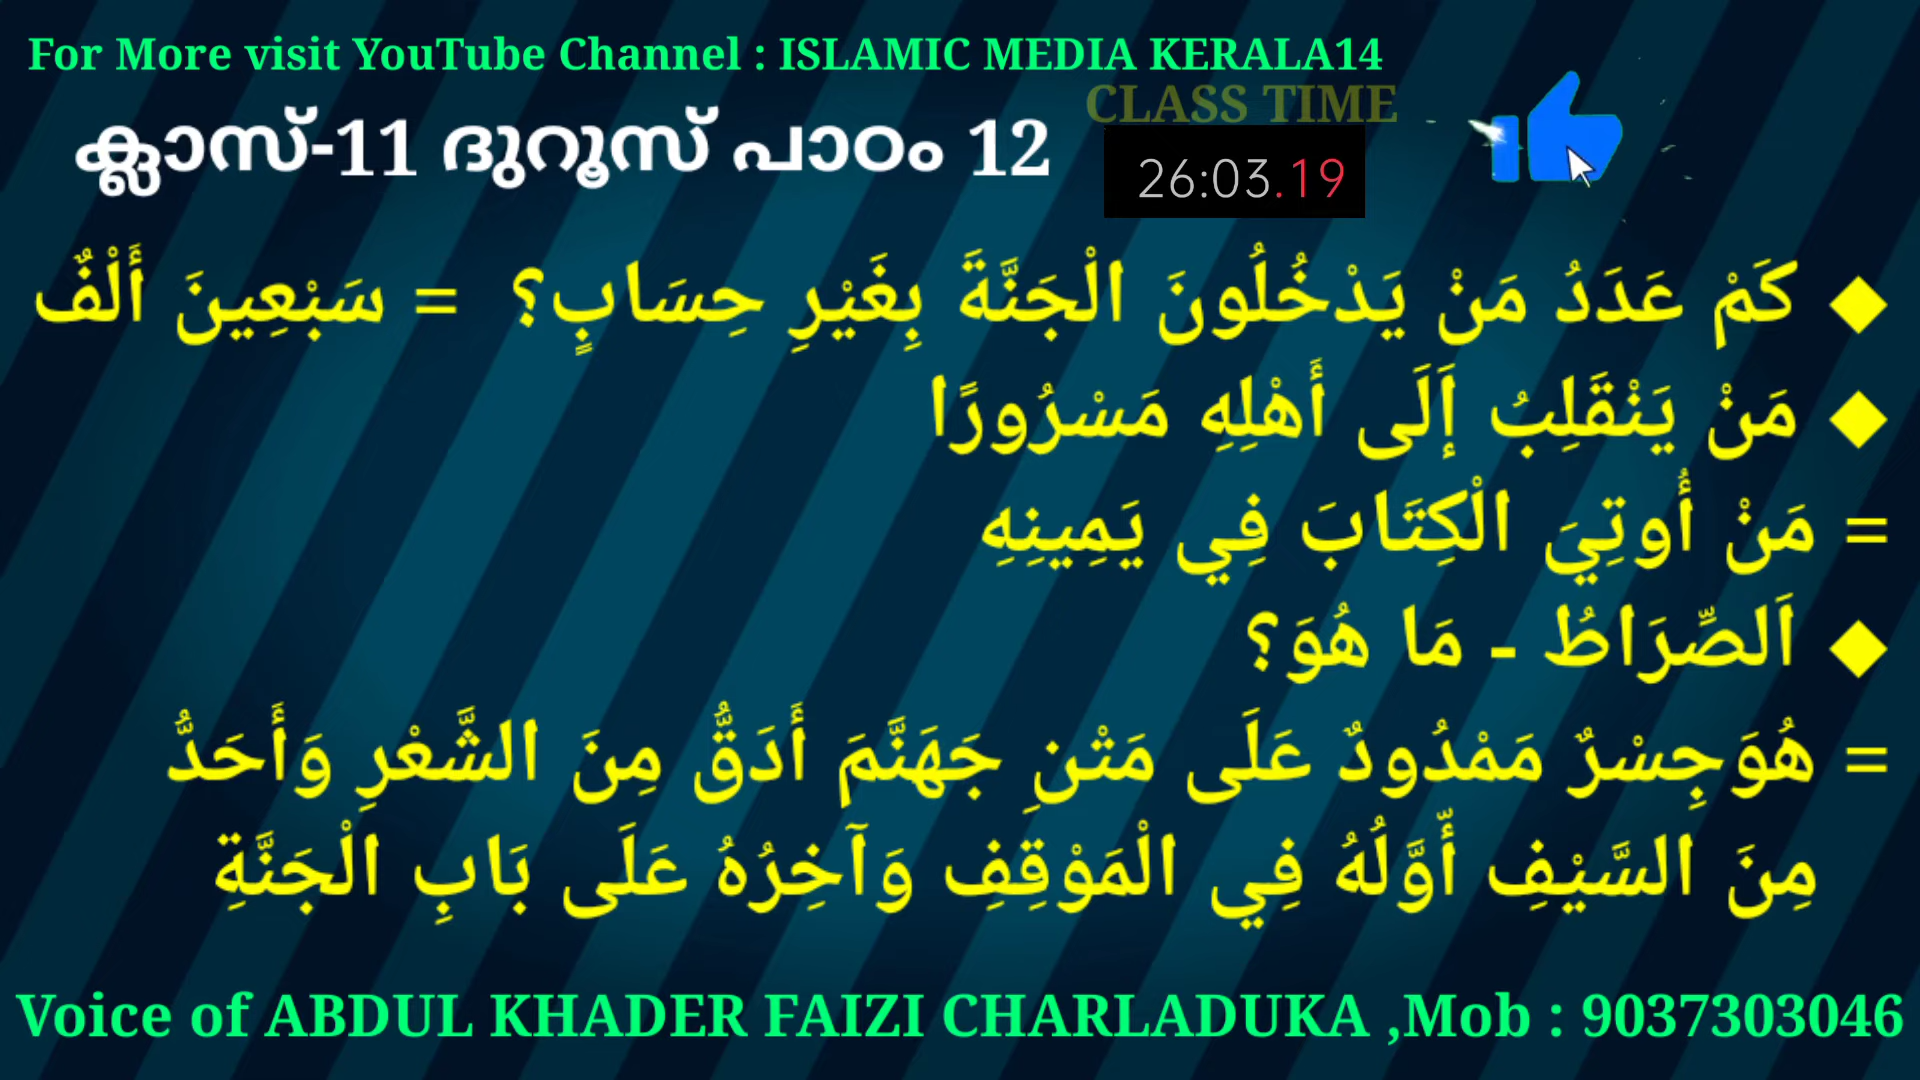 For More visit YouTube Channel : ISLAMIC MEDIA KERALA14
CLASS TIME
ക്ലാസ്-11 ദുറൂസ് പാഠം 12
26:03.19
◆ كَمْ عَدَدُ مَنْ يَدْخُلُونَ الْجَنَّةَ بِغَيْرِ حِسَابٍ؟ = سَبْعِينَ أَلْفٌ
◆ مَنْ يَنْقَلِبُ إَلَى أَهْلِهِ مَسْرُورًا
= مَنْ أُوتِيَ الْكِتَابَ فِي يَمِينِهِ
◆ اَلصِّرَاطُ - مَا هُوَ؟
= هُوَجِسْرٌ مَمْدُودٌ عَلَى مَتْنِ جَهَنَّمَ أَدَقُّ مِنَ الشَّعْرِ وَأَحَدُّ
مِنَ السَّيْفِ أَوَّلُهُ فِي الْمَوْقِفِ وَآخِرُهُ عَلَى بَابِ الْجَنَّةِ
Voice of ABDUL KHADER FAIZI CHARLADUKA ,Mob : 9037303046